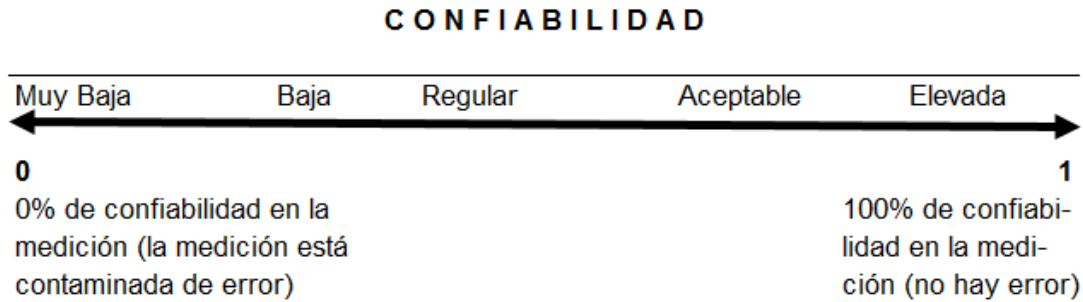 CONFIABILIDAD
Muy Baja Baja Regular Aceptable Elevada
0 1
0% de confiabilidad en la
medición (la medición está
contaminada de error)
100% de confiabi-
lidad en la medi-
ción (no hay error)